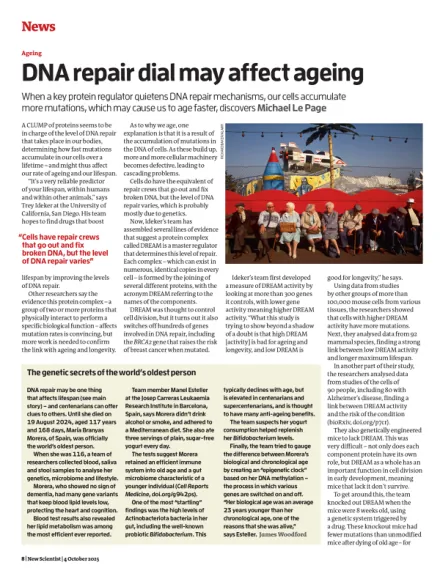 News
Ageing
DNA repair dial may affect ageing
When a key protein regulator quietens DNA repair mechanisms, our cells accumulate
more mutations, which may cause us to age faster, discovers Michael Le Page
A CLUMP of proteins seems to be
in charge of the level of DNA repair
that takes place in our bodies,
determining how fast mutations
accumulate in our cells over a
lifetime – and might thus affect
our rate of ageing and our lifespan.
"It's a very reliable predictor
of your lifespan, within humans
and within other animals," says
Trey Ideker at the University of
California, San Diego. His team
hopes to find drugs that boost
"Cells have repair crews
that go out and fix
broken DNA, but the level
of DNA repair varies"
lifespan by improving the levels
of DNA repair.
Other researchers say the
evidence this protein complex – a
group of two or more proteins that
physically interact to perform a
specific biological function – affects
mutation rates is convincing, but
more work is needed to confirm
the link with ageing and longevity.
As to why we age, one
explanation is that it is a result of
the accumulation of mutations in
the DNA of cells. As these build up,
more and more cellular machinery
becomes defective, leading to
cascading problems.
Cells do have the equivalent of
repair crews that go out and fix
broken DNA, but the level of DNA
repair varies, which is probably
mostly due to genetics.
Now, Ideker's team has
assembled several lines of evidence
that suggest a protein complex
called DREAM is a master regulator
that determines this level of repair.
Each complex – which can exist in
numerous, identical copies in every
cell – is formed by the joining of
several different proteins, with the
acronym DREAM referring to the
names of the components.
DREAM was thought to control
cell division, but it turns out it also
switches off hundreds of genes
involved in DNA repair, including
the BRCA2 gene that raises the risk
of breast cancer when mutated.
Ideker's team first developed
a measure of DREAM activity by
looking at more than 300 genes
it controls, with lower gene
activity meaning higher DREAM
activity. "What this study is
trying to show beyond a shadow
of a doubt is that high DREAM
[activity] is bad for ageing and
longevity, and low DREAM is
good for longevity," he says.
Using data from studies
by other groups of more than
100,000 mouse cells from various
tissues, the researchers showed
that cells with higher DREAM
activity have more mutations.
Next, they analysed data from 50
mammal species, finding a strong
link between low DREAM activity
and longer maximum lifespan.
In another part of their study,
the researchers analysed data
from studies of the cells of
90 people, including 80 with
Alzheimer's disease, finding a
link between DREAM activity
and the risk of the condition
They also genetically engineered
mice to lack DREAM. This was
very difficult – not only does each
component protein have its own
role, but DREAM as a whole has an
important function in cell division
in early development, meaning
mice that lack it don't survive.
To get around this, the team
knocked out DREAM when the
mice were 8 weeks old, using
a genetic system triggered by
a drug. These knockout mice had
fewer mutations than unmodified
mice after dying of old age – for
The genetic secrets of the world's oldest person
DNA repair may be one thing
that affects lifespan (see main
story) – and centenarians can offer
clues to others. Until she died on
19 August 2024, aged 117 years
and 168 days, Maria Branyas
Morera, of Spain, was officially
the world's oldest person.
When she was 116, a team of
researchers collected blood, saliva
and stool samples to analyse her
genetics, microbiome and lifestyle.
Morera, who showed no sign of
dementia, had many gene variants
that keep blood lipid levels low,
protecting the heart and cognition.
Blood test results also revealed
her lipid metabolism was among
the most efficient ever reported.
Team member Manel Esteller
at the Josep Carreras Leukaemia
Research Institute in Barcelona,
Spain, says Morera didn't drink
alcohol or smoke, and adhered to
a Mediterranean diet. She also ate
three servings of plain, sugar-free
yogurt every day.
The tests suggest Morera
retained an efficient immune
system into old age and a gut
microbiome characteristic of a
younger individual (Cell Reports
Medicine, doi.org/g942ps).
One of the most "startling"
findings was the high levels of
Actinobacteriota bacteria in her
gut, including the well-known
probiotic Bifidobacterium. This
typically declines with age, but
is elevated in centenarians and
supercentenarians, and is thought
to have many anti-ageing benefits.
The team suspects her yogurt
consumption helped replenish
her Bifidobacterium levels.
Finally, the team tried to gauge
the difference between Morera's
biological and chronological age
by creating an "epigenetic clock"
based on her DNA methylation –
the process in which various
genes are switched on and off.
"Her biological age was an average
23 years younger than her
chronological age, one of the
reasons that she was alive,"
says Esteller. James Woodford
8 | New Scientist | 4 October 2025